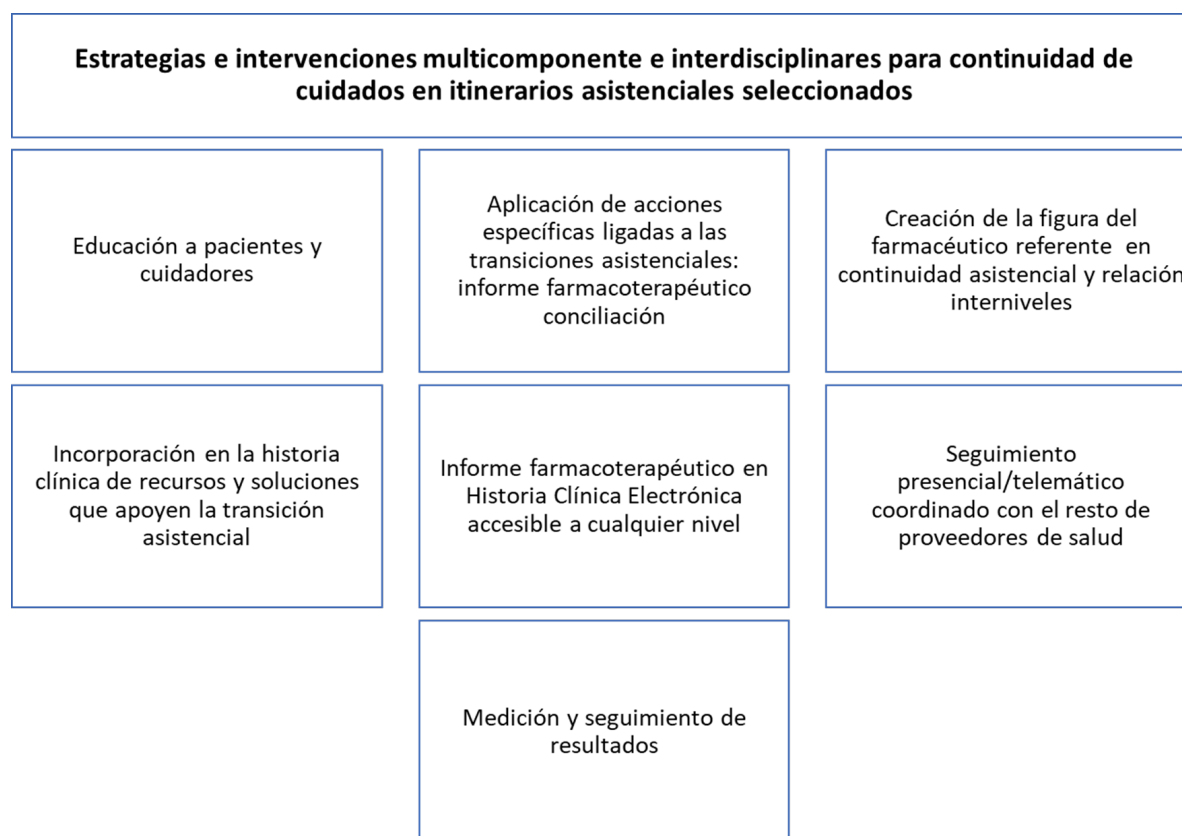 Estrategias e intervenciones multicomponente e interdisciplinares para continuidad de
cuidados en itinerarios asistenciales seleccionados
Educación a pacientes y
cuidadores
Aplicación de acciones
específicas ligadas a las
transiciones asistenciales:
informe farmacoterapéutico
conciliación
Creación de la figura del
farmacéutico referente en
continuidad asistencial y relación
interniveles
Incorporación en la historia
clínica de recursos y soluciones
que apoyen la transición
asistencial
Informe farmacoterapéutico en
Historia Clínica Electrónica
accesible a cualquier nivel
Seguimiento
presencial/telemático
coordinado con el resto de
proveedores de salud
Medición y seguimiento de
resultados